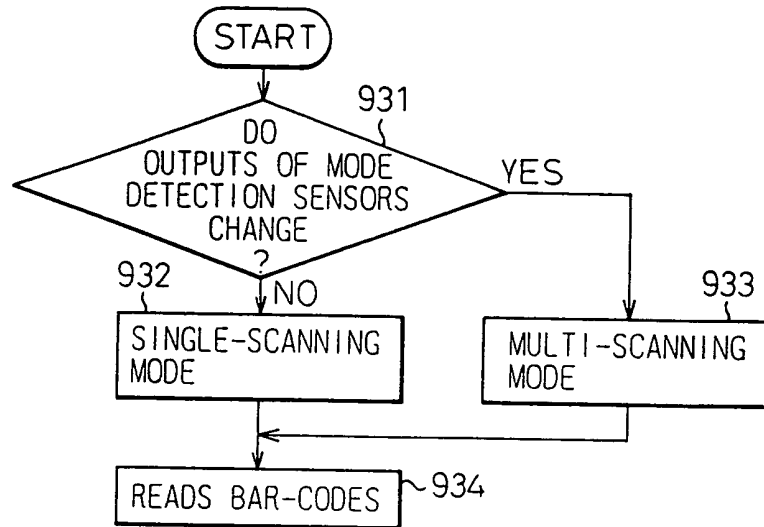 START
931
DO
OUTPUTS OF MODE
DETECTION SENSORS
CHANGE
?
YES
932
NO
933
SINGLE-SCANNING
MODE
MULTI-SCANNING
MODE
READS BAR-CODES
934